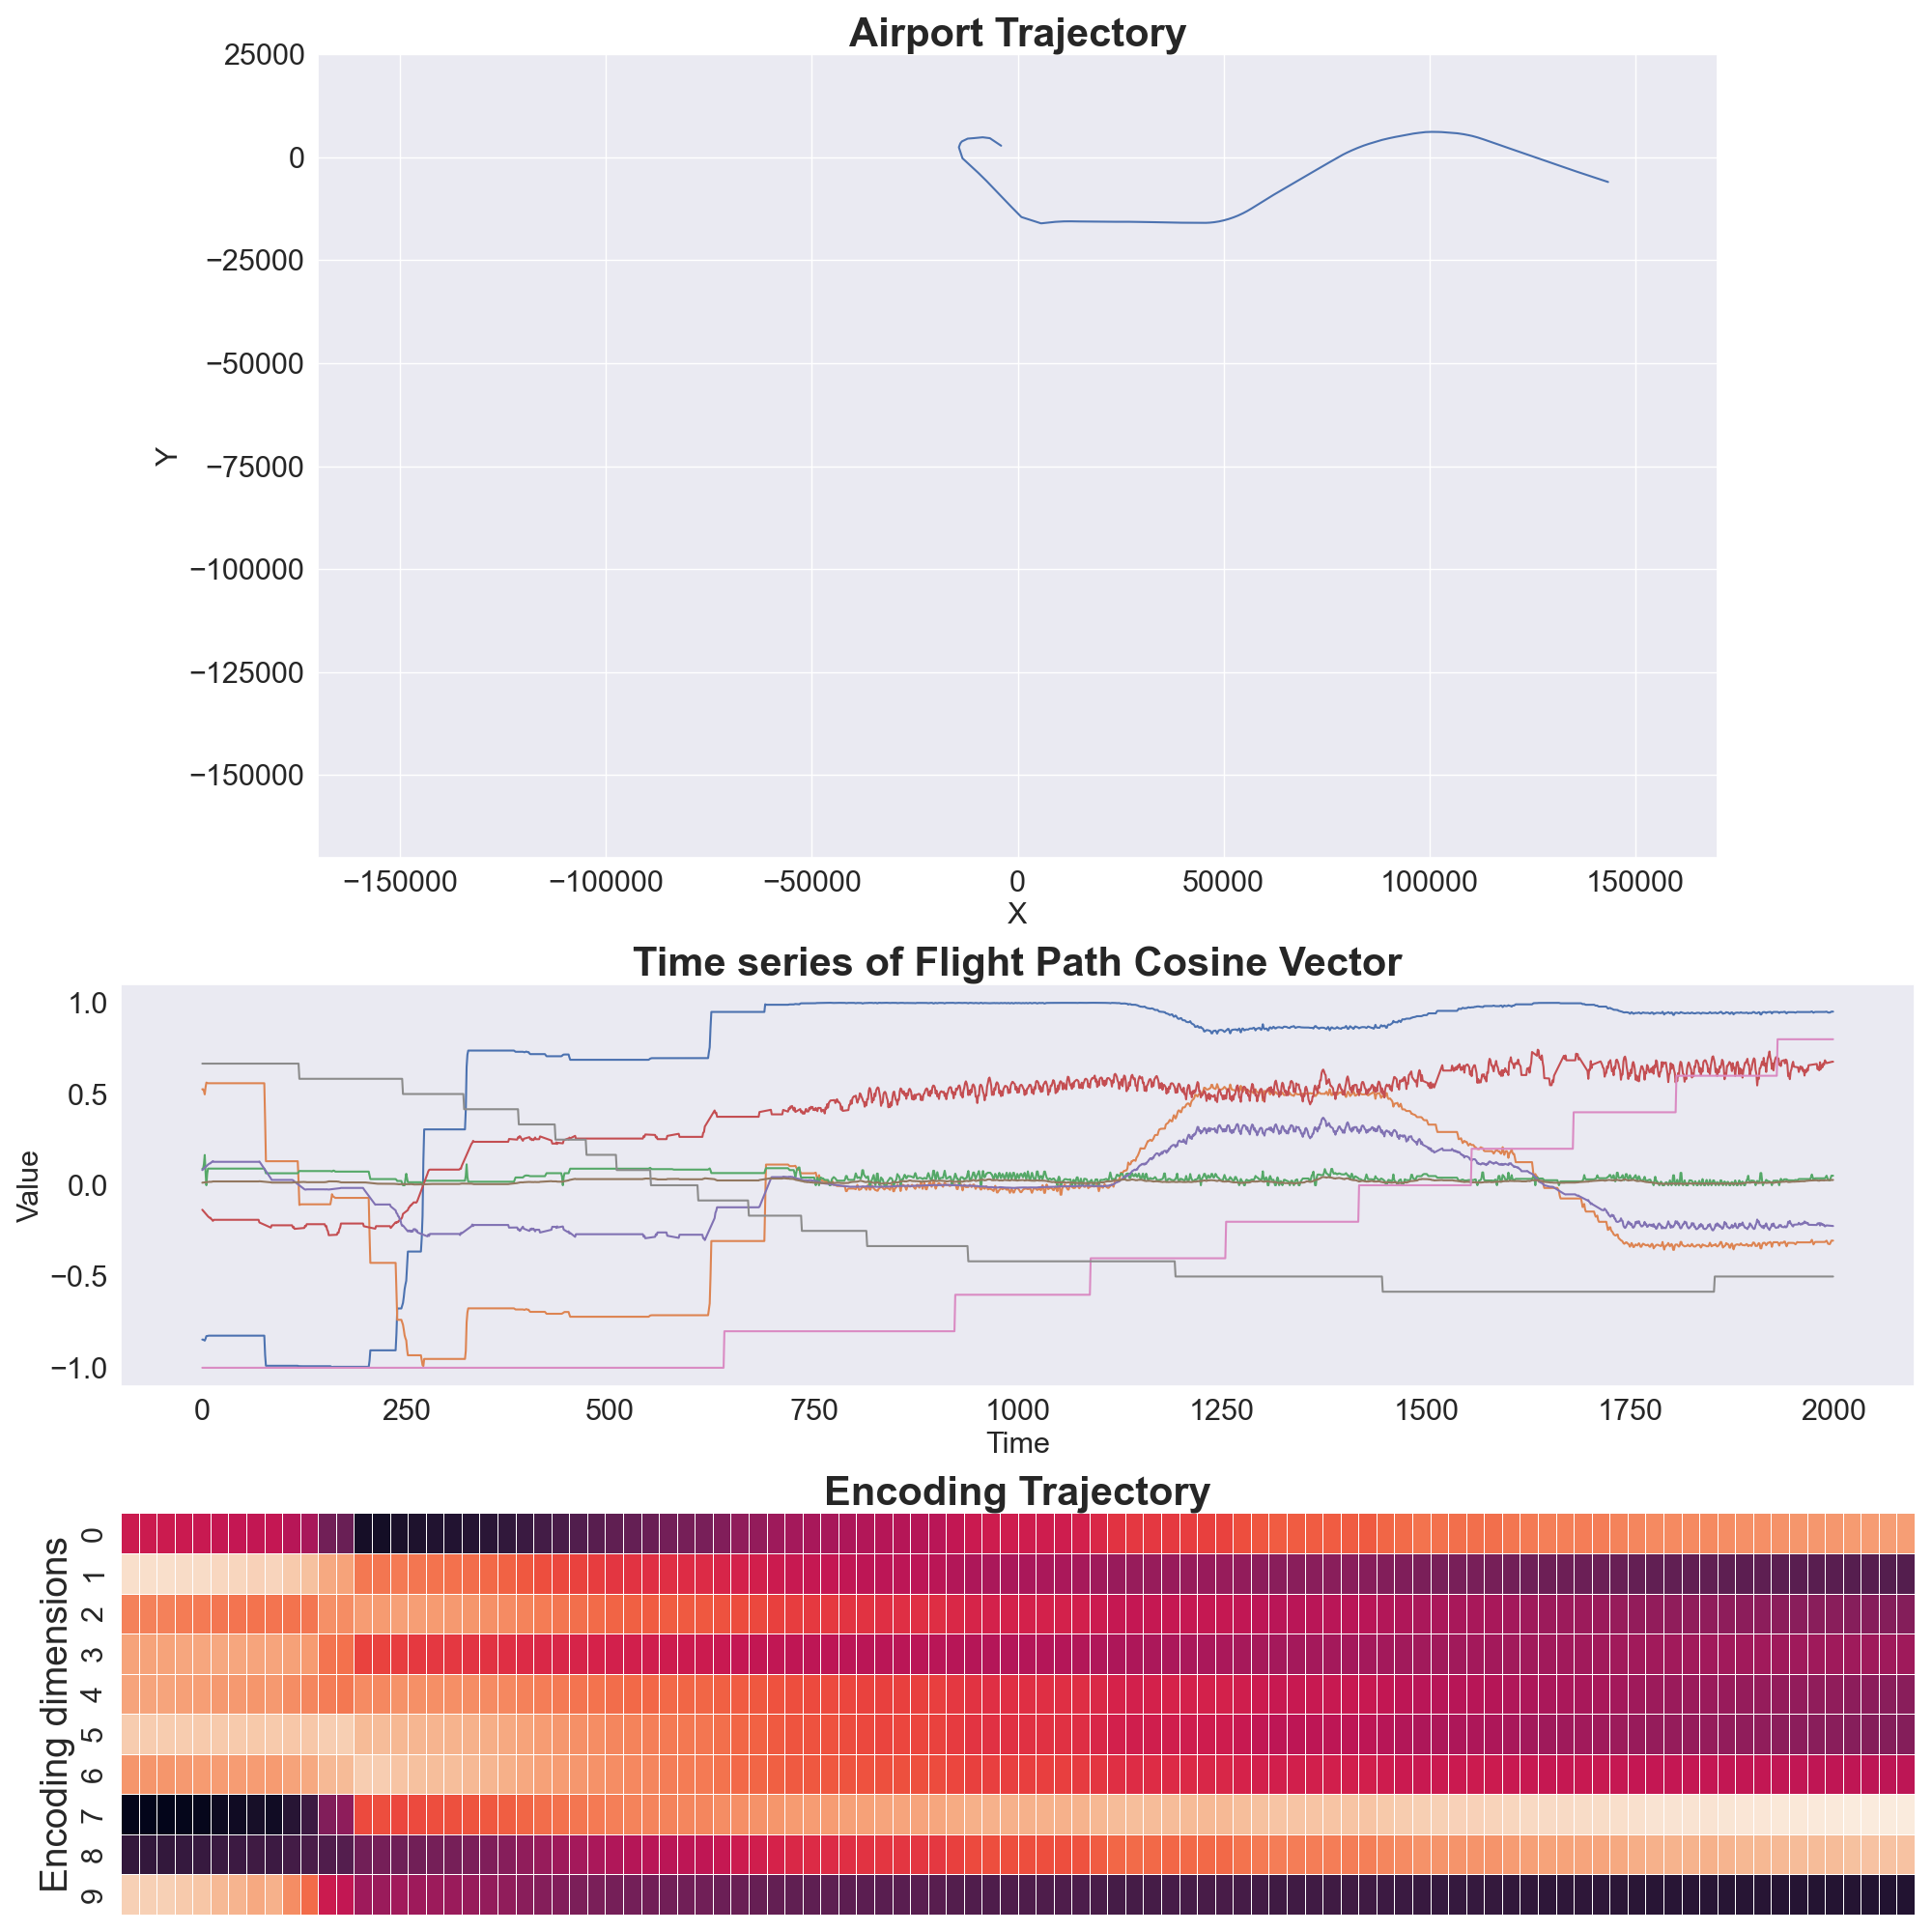 Airport Trajectory
25000
0
−25000
−50000
−75000
−100000
−125000
−150000
Y
−150000 −100000 −50000 0 50000 100000 150000
X
Time series of Flight Path Cosine Vector
1.0
0.5
0.0
−0.5
−1.0
Value
0 250 500 750 1000 1250 1500 1750 2000
Time
Encoding Trajectory
Encoding dimensions
0
1
2
3
4
5
6
7
8
9